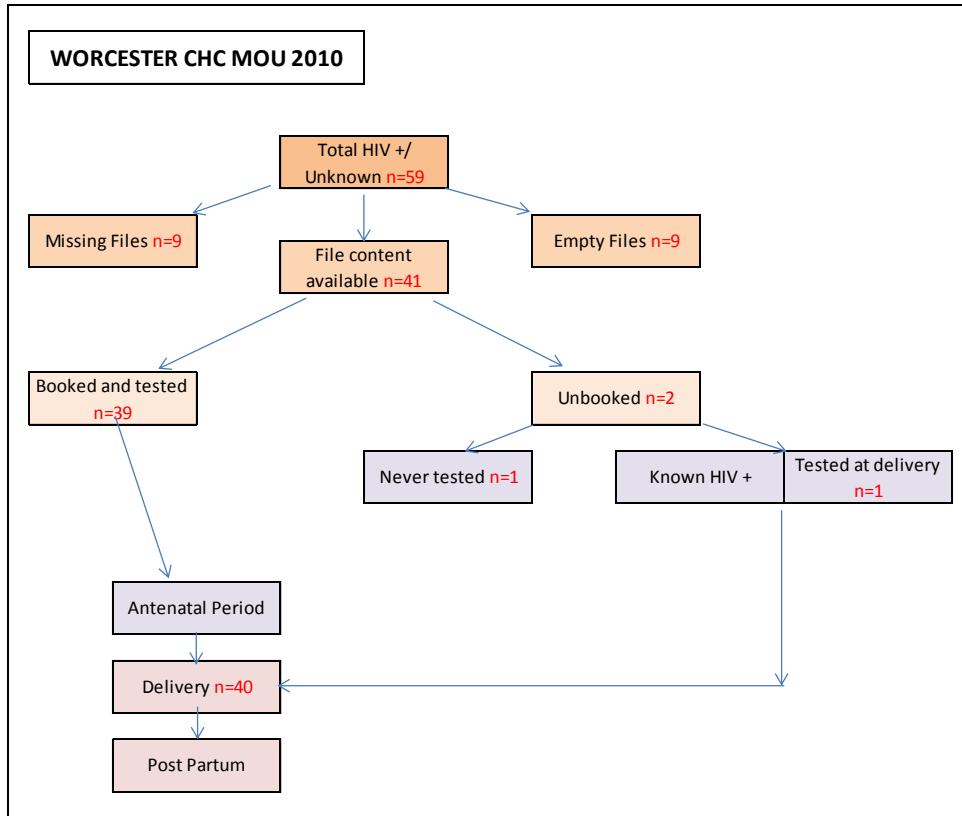 WORCESTER CHC MOU 2010
Total HIV +/
Unknown n=59
Missing Files n=9
Empty Files n=9
File content
available n=41
Booked and tested
n=39
Unbooked n=2
Never tested n=1
Known HIV +
Tested at delivery
n=1
Antenatal Period
Delivery n=40
Post Partum